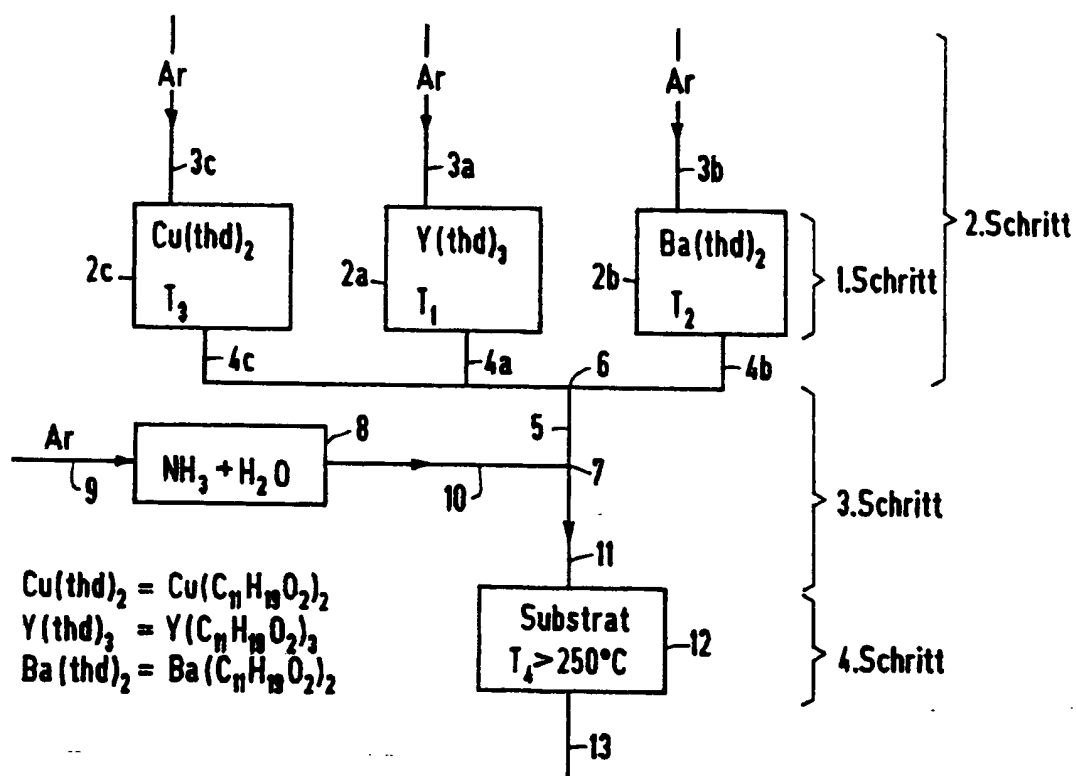 Ar Ar Ar
3c 3a 3b
Cu(thd)₂ Y(thd)₃ Ba(thd)₂
2c 2a 2b
T₃ T₁ T₂
1.Schritt
2.Schritt
4c 4a 4b
6
5
Ar
8
NH₃ + H₂O
7
9
10
3.Schritt
11
Cu(thd)₂ = Cu(C₁₁H₁₉O₂)₂
Y(thd)₃ = Y(C₁₁H₁₉O₂)₃
Ba(thd)₂ = Ba(C₁₁H₁₉O₂)₂
Substrat
T₄>250°C
12
4.Schritt
13